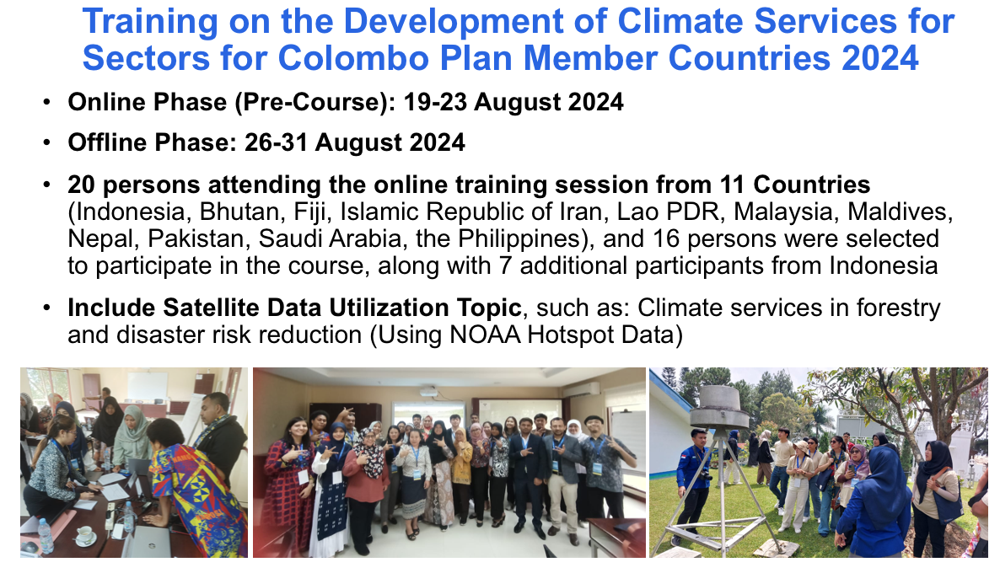 Training on the Development of Climate Services for
Sectors for Colombo Plan Member Countries 2024
• Online Phase (Pre-Course): 19-23 August 2024
• Offline Phase: 26-31 August 2024
• 20 persons attending the online training session from 11 Countries
(Indonesia, Bhutan, Fiji, Islamic Republic of Iran, Lao PDR, Malaysia, Maldives,
Nepal, Pakistan, Saudi Arabia, the Philippines), and 16 persons were selected
to participate in the course, along with 7 additional participants from Indonesia
• Include Satellite Data Utilization Topic, such as: Climate services in forestry
and disaster risk reduction (Using NOAA Hotspot Data)